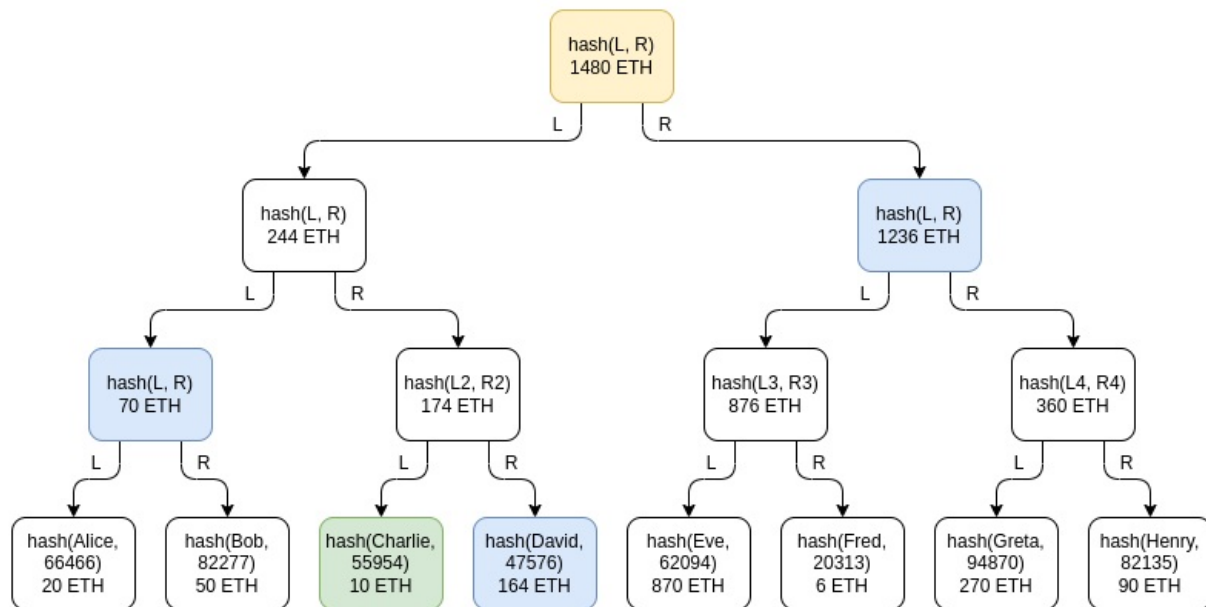 hash(L, R)
1480 ETH
L
R
hash(L, R)
244 ETH
hash(L, R)
1236 ETH
L
R
L
R
hash(L, R)
70 ETH
hash(L2, R2)
174 ETH
hash(L3, R3)
876 ETH
hash(L4, R4)
360 ETH
L
R
L
R
L
R
L
R
hash(Alice,
66466)
20 ETH
hash(Bob,
82277)
50 ETH
hash(Charlie,
55954)
10 ETH
hash(David,
47576)
164 ETH
hash(Eve,
62094)
870 ETH
hash(Fred,
20313)
6 ETH
hash(Greta,
94870)
270 ETH
hash(Henry,
82135)
90 ETH